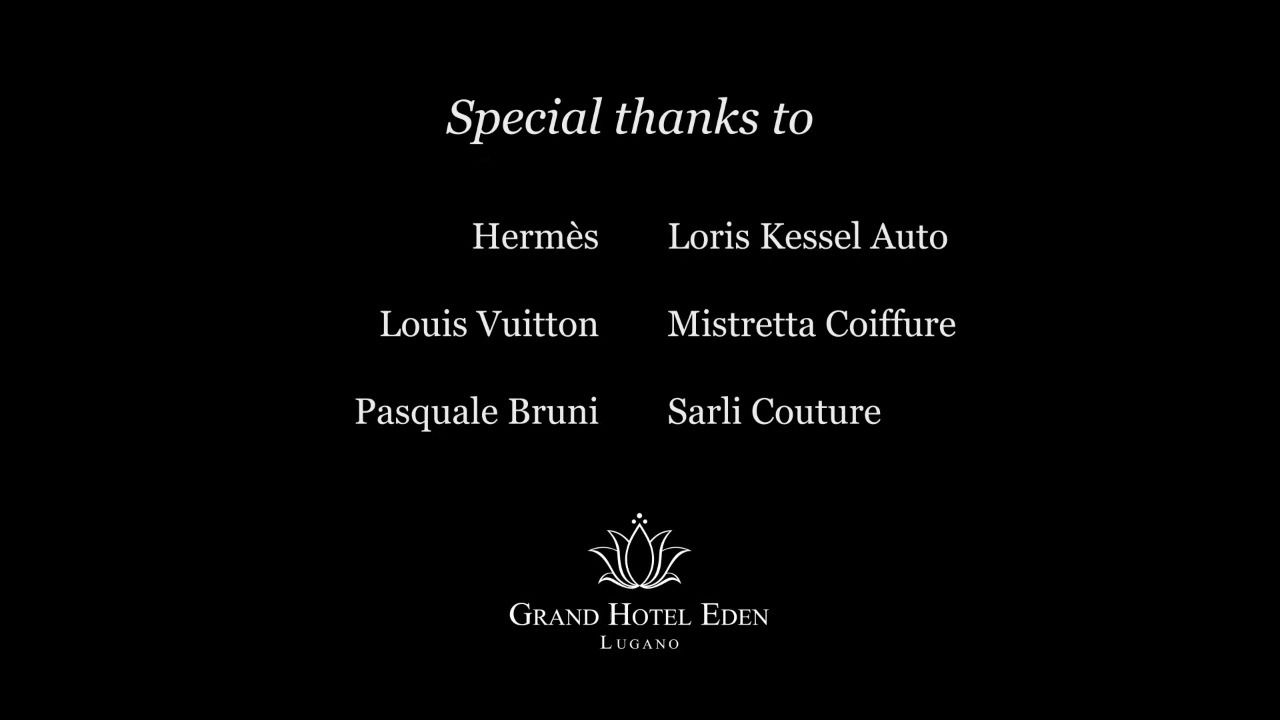 Special thanks to
Hermès Loris Kessel Auto
Louis Vuitton Mistretta Coiffure
Pasquale Bruni Sarli Couture
GRAND HOTEL EDEN
LUGANO